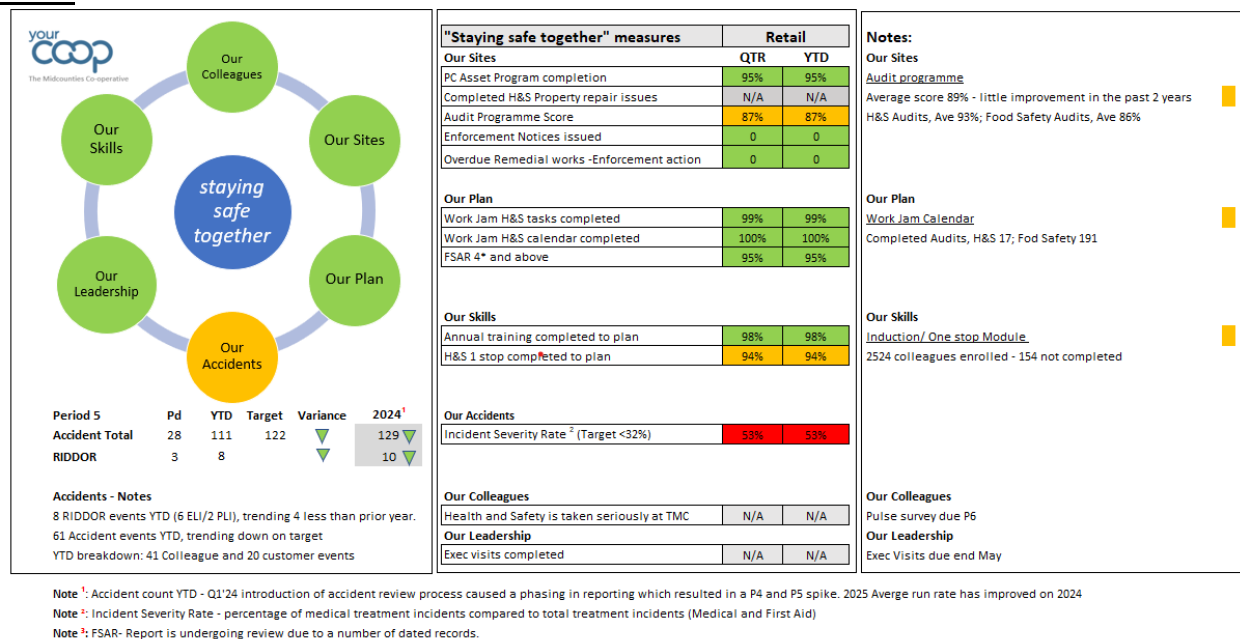 your
COOP
The Midcounties Co-operative
Our
Colleagues
Our
Skills
Our Sites
staying
safe
together
Our
Leadership
Our Plan
Our
Accidents
Period 5 Pd YTD Target Variance 2024¹
Accident Total 28 111 122 129
RIDDOR 3 8 10
Accidents - Notes
8 RIDDOR events YTD (6 ELI/2 PLI), trending 4 less than prior year.
61 Accident events YTD, trending down on target
YTD breakdown: 41 Colleague and 20 customer events
"Staying safe together" measures Retail
Our Sites QTR YTD
PC Asset Program completion 95% 95%
Completed H&S Property repair issues N/A N/A
Audit Programme Score 87% 87%
Enforcement Notices issued 0 0
Overdue Remedial works -Enforcement action 0 0
Our Plan
Work Jam H&S tasks completed 99% 99%
Work Jam H&S calendar completed 100% 100%
FSAR 4* and above 95% 95%
Our Skills
Annual training completed to plan 98% 98%
H&S 1 stop completed to plan 94% 94%
Our Accidents
Incident Severity Rate ² (Target <32%) 53% 53%
Our Colleagues
Health and Safety is taken seriously at TMC N/A N/A
Our Leadership
Exec visits completed N/A N/A
Notes:
Our Sites
Audit programme
Average score 89% - little improvement in the past 2 years
H&S Audits, Ave 93%; Food Safety Audits, Ave 86%
Our Plan
Work Jam Calendar
Completed Audits, H&S 17; Fod Safety 191
Our Skills
Induction/ One stop Module
2524 colleagues enrolled - 154 not completed
Our Colleagues
Pulse survey due P6
Our Leadership
Exec Visits due end May
Note ¹: Accident count YTD - Q1'24 introduction of accident review process caused a phasing in reporting which resulted in a P4 and P5 spike. 2025 Averge run rate has improved on 2024
Note ²: Incident Severity Rate - percentage of medical treatment incidents compared to total treatment incidents (Medical and First Aid)
Note ³: FSAR- Report is undergoing review due to a number of dated records.